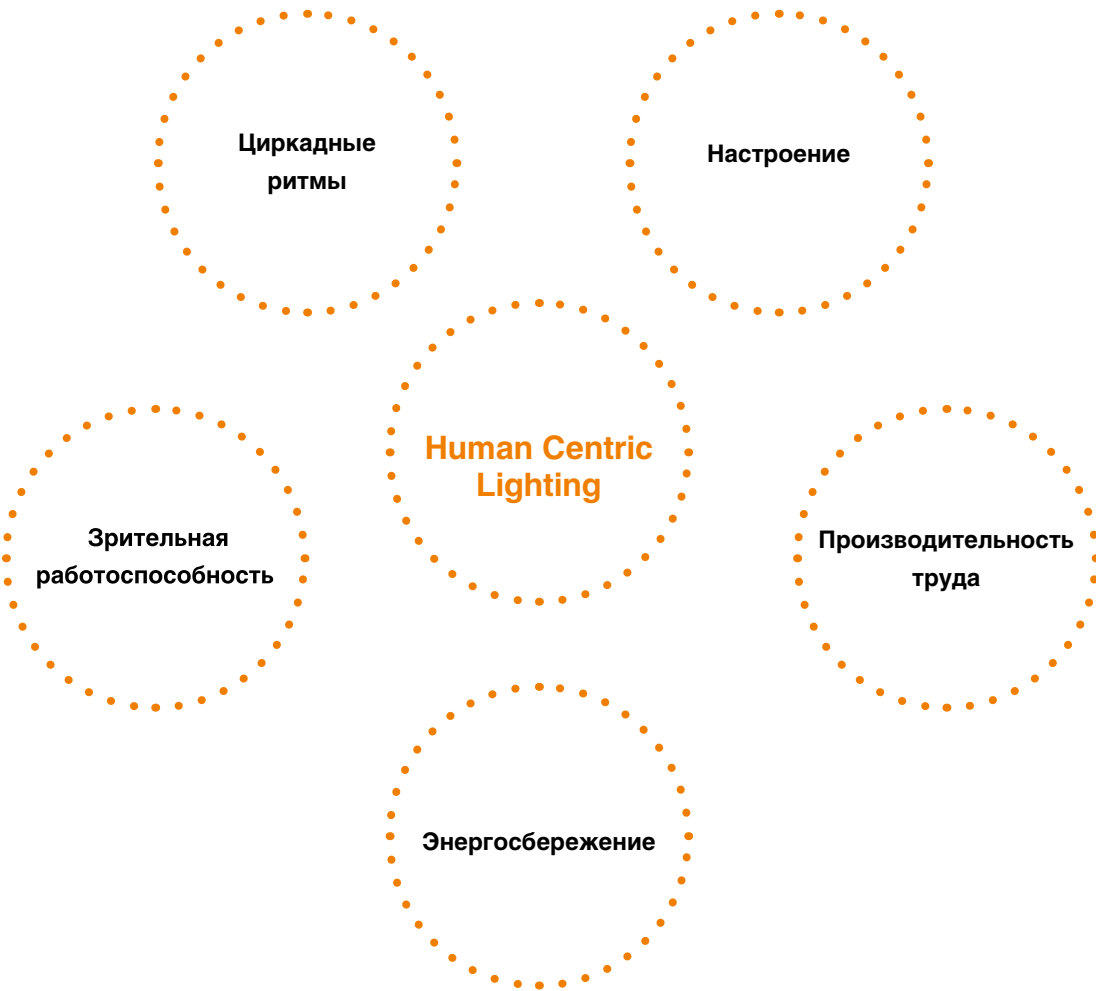 Циркадные
ритмы
Настроение
Human Centric
Lighting
Зрительная
работоспособность
Производительность
труда
Энергосбережение